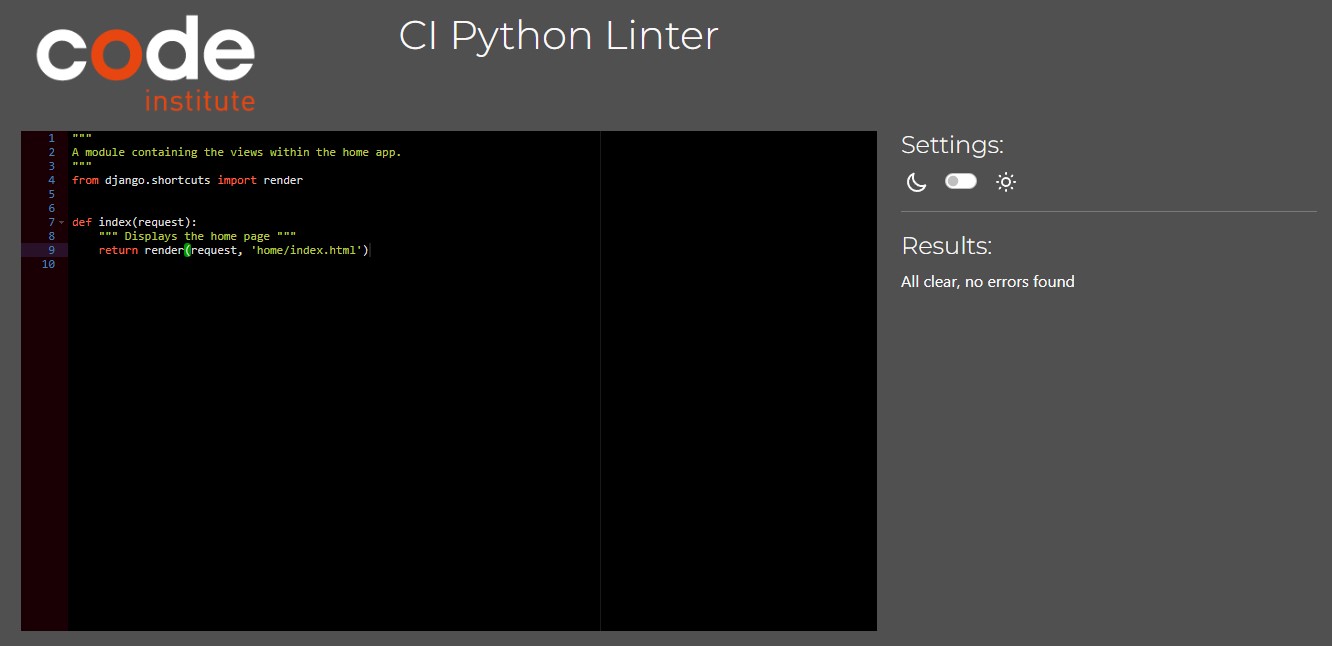 code
institute
CI Python Linter
1 """
2 A module containing the views within the home app.
3 """
4 from django.shortcuts import render
5
6
7 def index(request):
8     """ Displays the home page """
9     return render(request, 'home/index.html')
10
Settings:
Results:
All clear, no errors found